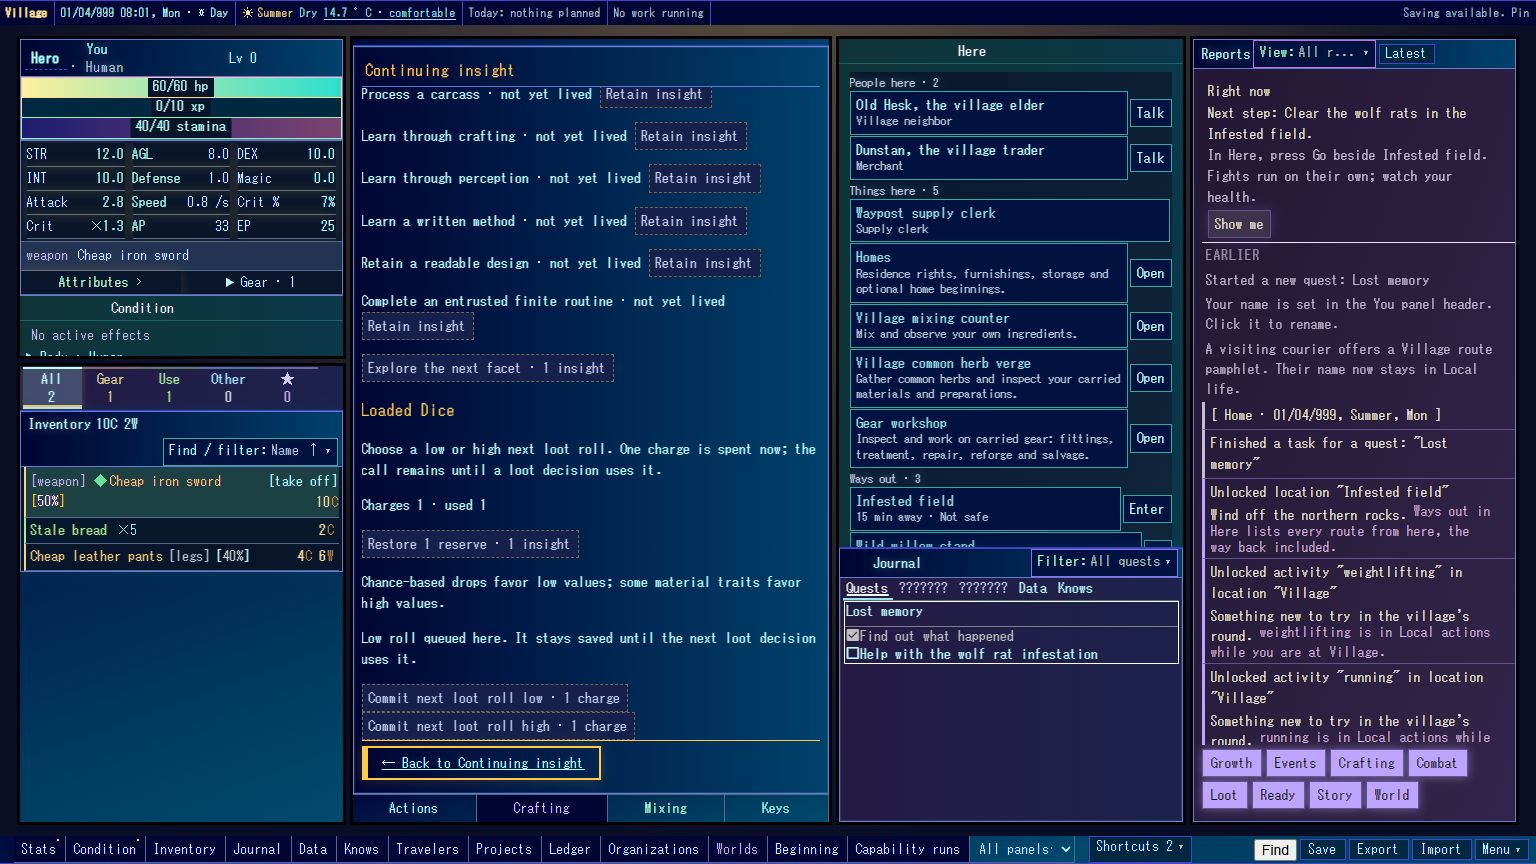 Village 01/04/999 08:01, Mon · ☀ Day ☀ Summer Dry 14.7 ° C · comfortable Today: nothing planned No work running Saving available. Pin
Hero · You Human Lv 0
60/60 hp
0/10 xp
40/40 stamina
STR 12.0 AGL 8.0 DEX 10.0
INT 10.0 Defense 1.0 Magic 0.0
Attack 2.8 Speed 0.8 /s Crit % 7%
Crit ×1.3 AP 33 EP 25
weapon Cheap iron sword
Attributes > ▶ Gear · 1
Condition
No active effects
All 2 Gear 1 Use 1 Other 0 ★ 0
Inventory 10C 2W
Find / filter: Name ↑ ▾
[weapon] ◆Cheap iron sword [take off]
[50%] 10C
Stale bread ×5 2C
Cheap leather pants [legs] [40%] 4C 6W
Continuing insight
Process a carcass · not yet lived Retain insight
Learn through crafting · not yet lived Retain insight
Learn through perception · not yet lived Retain insight
Learn a written method · not yet lived Retain insight
Retain a readable design · not yet lived Retain insight
Complete an entrusted finite routine · not yet lived
Retain insight
Explore the next facet · 1 insight
Loaded Dice
Choose a low or high next loot roll. One charge is spent now; the
call remains until a loot decision uses it.
Charges 1 · used 1
Restore 1 reserve · 1 insight
Chance-based drops favor low values; some material traits favor
high values.
Low roll queued here. It stays saved until the next loot decision
uses it.
Commit next loot roll low · 1 charge
Commit next loot roll high · 1 charge
← Back to Continuing insight
Actions Crafting Mixing Keys
Here
People here · 2
Old Hesk, the village elder
Village neighbor
Talk
Dunstan, the village trader
Merchant
Talk
Things here · 5
Waypost supply clerk
Supply clerk
Homes
Residence rights, furnishings, storage and
optional home beginnings.
Open
Village mixing counter
Mix and observe your own ingredients.
Open
Village common herb verge
Gather common herbs and inspect your carried
materials and preparations.
Open
Gear workshop
Inspect and work on carried gear: fittings,
treatment, repair, reforge and salvage.
Open
Ways out · 3
Infested field
15 min away · Not safe
Enter
Wild willow stand
Journal Filter: All quests ▾
Quests ??????? ??????? Data Knows
Lost memory
Find out what happened
Help with the wolf rat infestation
Reports View: All r... ▾ Latest
Right now
Next step: Clear the wolf rats in the
Infested field.
In Here, press Go beside Infested field.
Fights run on their own; watch your
health.
Show me
EARLIER
Started a new quest: Lost memory
Your name is set in the You panel header.
Click it to rename.
A visiting courier offers a Village route
pamphlet. Their name now stays in Local
life.
[ Home · 01/04/999, Summer, Mon ]
Finished a task for a quest: "Lost
memory"
Unlocked location "Infested field"
Wind off the northern rocks. Ways out in
Here lists every route from here, the
way back included.
Unlocked activity "weightlifting" in
location "Village"
Something new to try in the village's
round. weightlifting is in Local actions
while you are at Village.
Unlocked activity "running" in location
"Village"
Something new to try in the village's
round. running is in Local actions while
Growth Events Crafting Combat
Loot Ready Story World
Stats Condition Inventory Journal Data Knows Travelers Projects Ledger Organizations Worlds Beginning Capability runs All panels· Shortcuts 2 ▾ Find Save Export Import Menu ▾